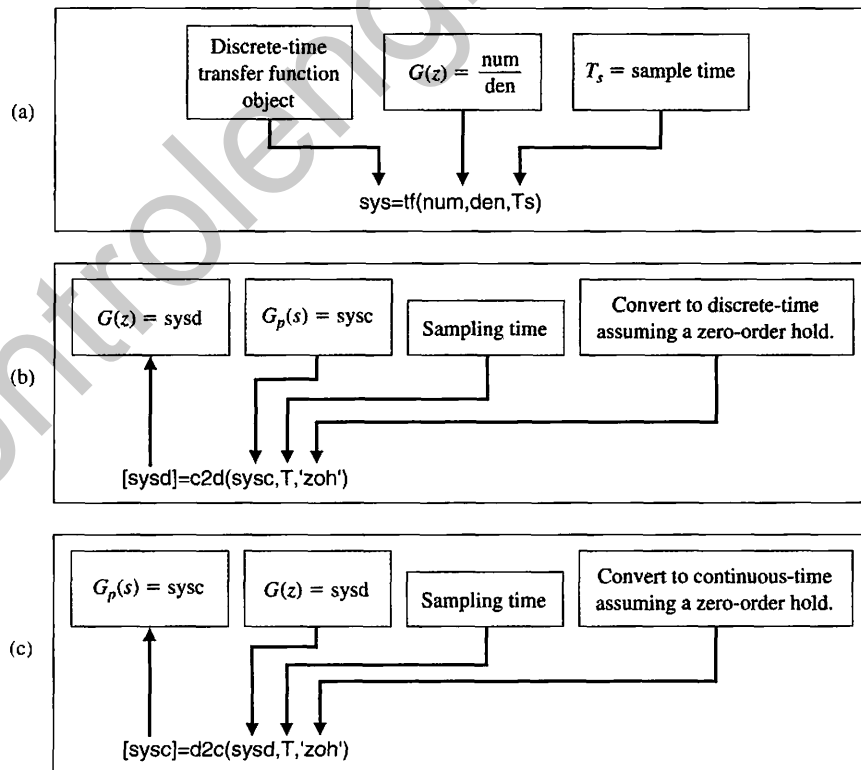 (a)
Discrete-time
transfer function
object
G(z) = num
den
T_s = sample time
sys=tf(num,den,Ts)
(b)
G(z) = sysd
G_p(s) = sysc
Sampling time
Convert to discrete-time
assuming a zero-order hold.
[sysd]=c2d(sysc,T,'zoh')
(c)
G_p(s) = sysc
G(z) = sysd
Sampling time
Convert to continuous-time
assuming a zero-order hold.
[sysc]=d2c(sysd,T,'zoh')
ontroleng